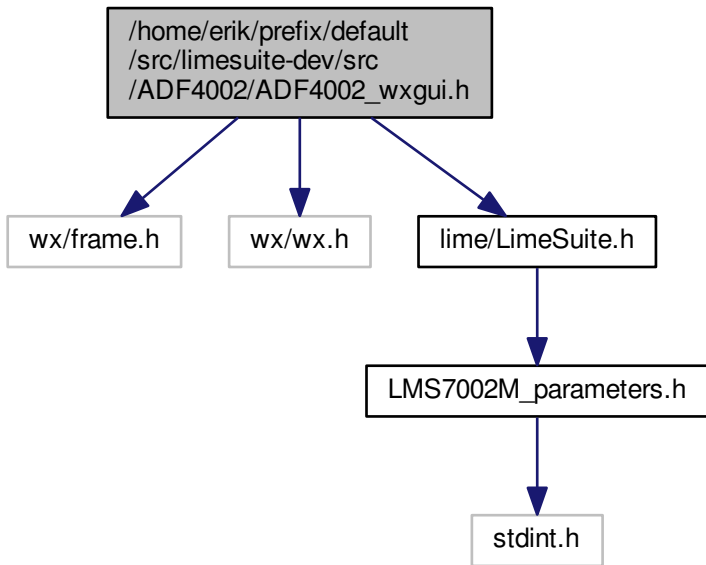 /home/erik/prefix/default
/src/limesuite-dev/src
/ADF4002/ADF4002_wxgui.h
wx/frame.h
wx/wx.h
lime/LimeSuite.h
LMS7002M_parameters.h
stdint.h